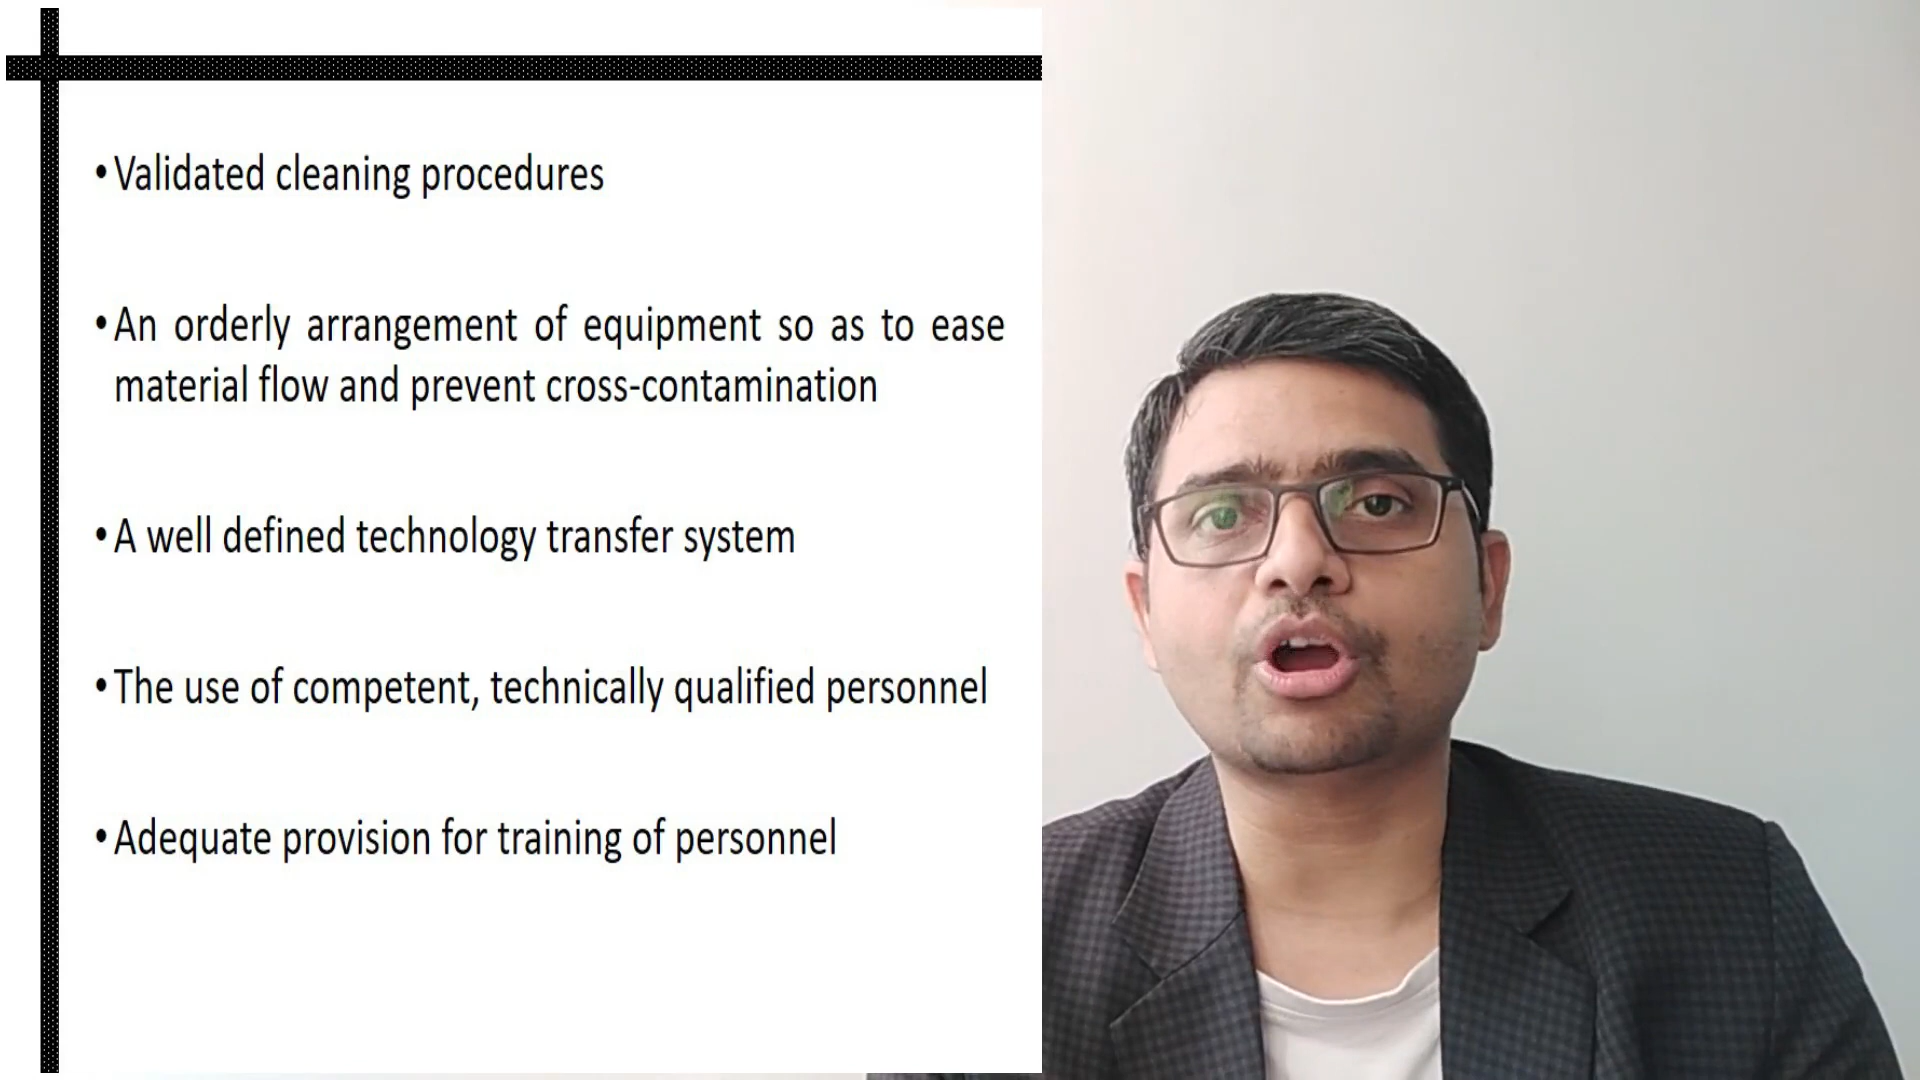 •Validated cleaning procedures
•An orderly arrangement of equipment so as to ease
material flow and prevent cross-contamination
•A well defined technology transfer system
•The use of competent, technically qualified personnel
•Adequate provision for training of personnel